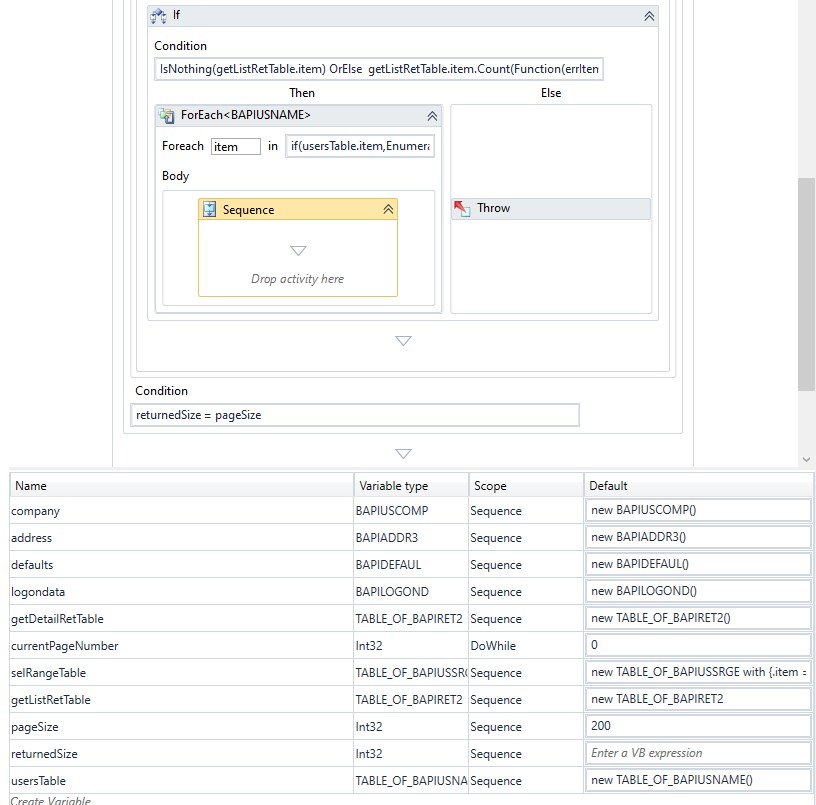 If
Condition
IsNothing(getListRetTable.item) OrElse getListRetTable.item.Count(Function(errIten
Then
Else
ForEach<BAPIUSNAME>
Foreach item in if(usersTable.item,Enumera
Body
Sequence
Drop activity here
Throw
Condition
returnedSize = pageSize
Name Variable type Scope Default
company BAPIUSCOMP Sequence new BAPIUSCOMP()
address BAPIADDR3 Sequence new BAPIADDR3()
defaults BAPIDEFAUL Sequence new BAPIDEFAUL()
logondata BAPILOGOND Sequence new BAPILOGOND()
getDetailRetTable TABLE_OF_BAPIRET2 Sequence new TABLE_OF_BAPIRET2()
currentPageNumber Int32 DoWhile 0
selRangeTable TABLE_OF_BAPIUSSR( Sequence new TABLE_OF_BAPIUSSRGE with {.item =
getListRetTable TABLE_OF_BAPIRET2 Sequence new TABLE_OF_BAPIRET2
pageSize Int32 Sequence 200
returnedSize Int32 Sequence Enter a VB expression
usersTable TABLE_OF_BAPIUSNA Sequence new TABLE_OF_BAPIUSNAME()
Create Variable